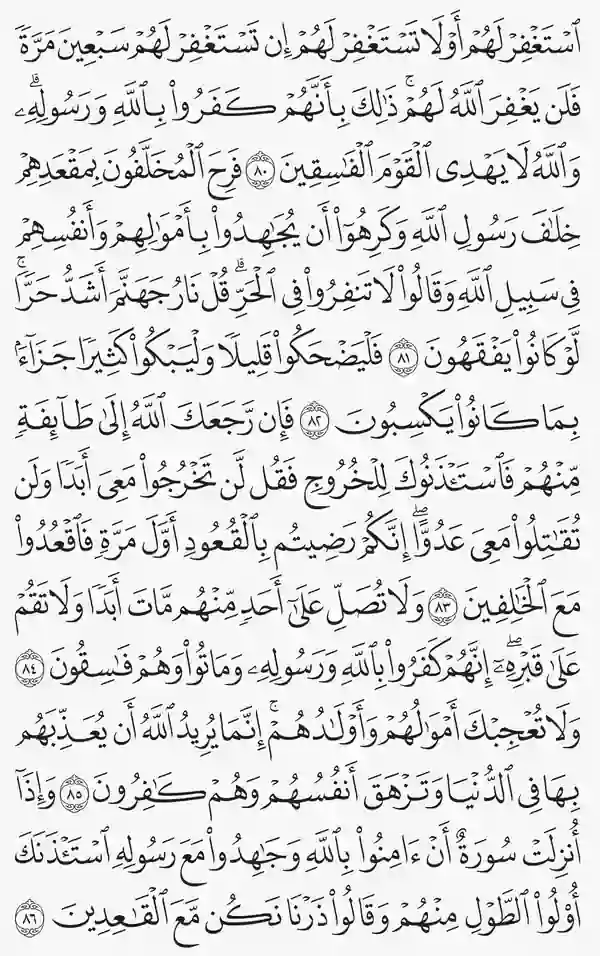 ٱسۡتَغۡفِرۡ لَهُمۡ أَوۡ لَا تَسۡتَغۡفِرۡ لَهُمۡ إِن تَسۡتَغۡفِرۡ لَهُمۡ سَبۡعِينَ مَرَّةٗ
فَلَن يَغۡفِرَ ٱللَّهُ لَهُمۡۚ ذَٰلِكَ بِأَنَّهُمۡ كَفَرُواْ بِٱللَّهِ وَرَسُولِهِۦۗ
وَٱللَّهُ لَا يَهۡدِي ٱلۡقَوۡمَ ٱلۡفَٰسِقِينَ ٨٠ فَرِحَ ٱلۡمُخَلَّفُونَ بِمَقۡعَدِهِمۡ
خِلَٰفَ رَسُولِ ٱللَّهِ وَكَرِهُوٓاْ أَن يُجَٰهِدُواْ بِأَمۡوَٰلِهِمۡ وَأَنفُسِهِمۡ
فِي سَبِيلِ ٱللَّهِ وَقَالُواْ لَا تَنفِرُواْ فِي ٱلۡحَرِّۗ قُلۡ نَارُ جَهَنَّمَ أَشَدُّ حَرّٗاۚ
لَّوۡ كَانُواْ يَفۡقَهُونَ ٨١ فَلۡيَضۡحَكُواْ قَلِيلٗا وَلۡيَبۡكُواْ كَثِيرٗا جَزَآءَۢ
بِمَا كَانُواْ يَكۡسِبُونَ ٨٢ فَإِن رَّجَعَكَ ٱللَّهُ إِلَىٰ طَآئِفَةٖ
مِّنۡهُمۡ فَٱسۡتَـٔۡذَنُوكَ لِلۡخُرُوجِ فَقُل لَّن تَخۡرُجُواْ مَعِيَ أَبَدٗا وَلَن
تُقَٰتِلُواْ مَعِيَ عَدُوًّاۖ إِنَّكُمۡ رَضِيتُم بِٱلۡقُعُودِ أَوَّلَ مَرَّةٖ فَٱقۡعُدُواْ
مَعَ ٱلۡخَٰلِفِينَ ٨٣ وَلَا تُصَلِّ عَلَىٰٓ أَحَدٖ مِّنۡهُم مَّاتَ أَبَدٗا وَلَا تَقُمۡ
عَلَىٰ قَبۡرِهِۦٓۖ إِنَّهُمۡ كَفَرُواْ بِٱللَّهِ وَرَسُولِهِۦ وَمَاتُواْ وَهُمۡ فَٰسِقُونَ ٨٤
وَلَا تُعۡجِبۡكَ أَمۡوَٰلُهُمۡ وَأَوۡلَٰدُهُمۡۚ إِنَّمَا يُرِيدُ ٱللَّهُ أَن يُعَذِّبَهُم
بِهَا فِي ٱلدُّنۡيَا وَتَزۡهَقَ أَنفُسُهُمۡ وَهُمۡ كَٰفِرُونَ ٨٥ وَإِذَآ
أُنزِلَتۡ سُورَةٌ أَنۡ ءَامِنُواْ بِٱللَّهِ وَجَٰهِدُواْ مَعَ رَسُولِهِ ٱسۡتَـٔۡذَنَكَ
أُوْلُواْ ٱلطَّوۡلِ مِنۡهُمۡ وَقَالُواْ ذَرۡنَا نَكُن مَّعَ ٱلۡقَٰعِدِينَ ٨٦